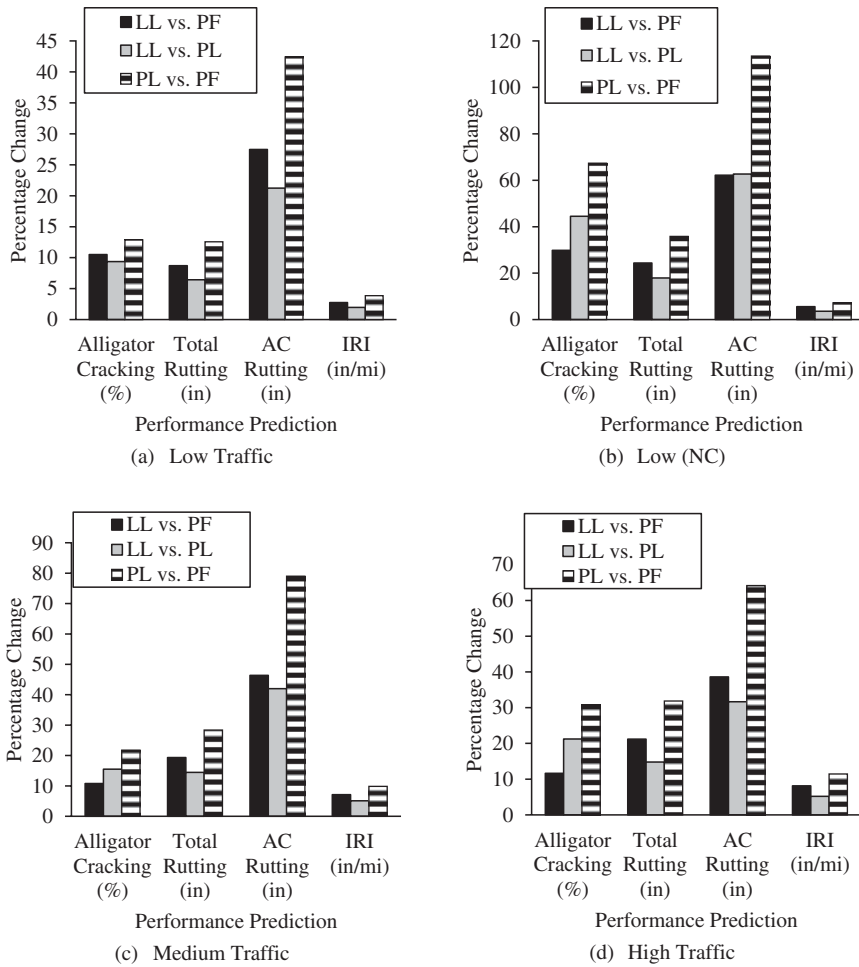 LL vs. PF
LL vs. PL
PL vs. PF
45
40
35
30
25
20
15
10
5
0
Percentage Change
Alligator Cracking (%)
Total Rutting (in)
AC Rutting (in)
IRI (in/mi)
Performance Prediction
(a) Low Traffic
LL vs. PF
LL vs. PL
PL vs. PF
120
100
80
60
40
20
0
Percentage Change
Alligator Cracking %
Total Rutting (in)
AC Rutting (in)
IRI (in/mi)
Performance Prediction
(b) Low (NC)
LL vs. PF
LL vs. PL
PL vs. PF
90
80
70
60
50
40
30
20
10
0
Percentage Change
Alligator Cracking (%)
Total Rutting (in)
AC Rutting (in)
IRI (in/mi)
Performance Prediction
(c) Medium Traffic
LL vs. PF
LL vs. PL
PL vs. PF
70
60
50
40
30
20
10
0
Percentage Change
Alligator Cracking (%)
Total Rutting (in)
AC Rutting (in)
IRI (in/mi)
Performance Prediction
(d) High Traffic